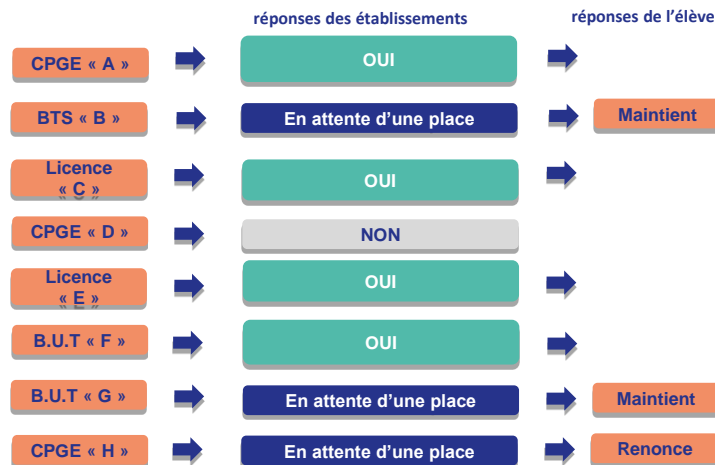 réponses des établissements
réponses de l'élève
CPGE « A »
OUI
BTS « B »
En attente d'une place
Maintient
Licence
« C »
OUI
CPGE « D »
NON
Licence
« E »
OUI
B.U.T « F »
OUI
B.U.T « G »
En attente d'une place
Maintient
CPGE « H »
En attente d'une place
Renonce